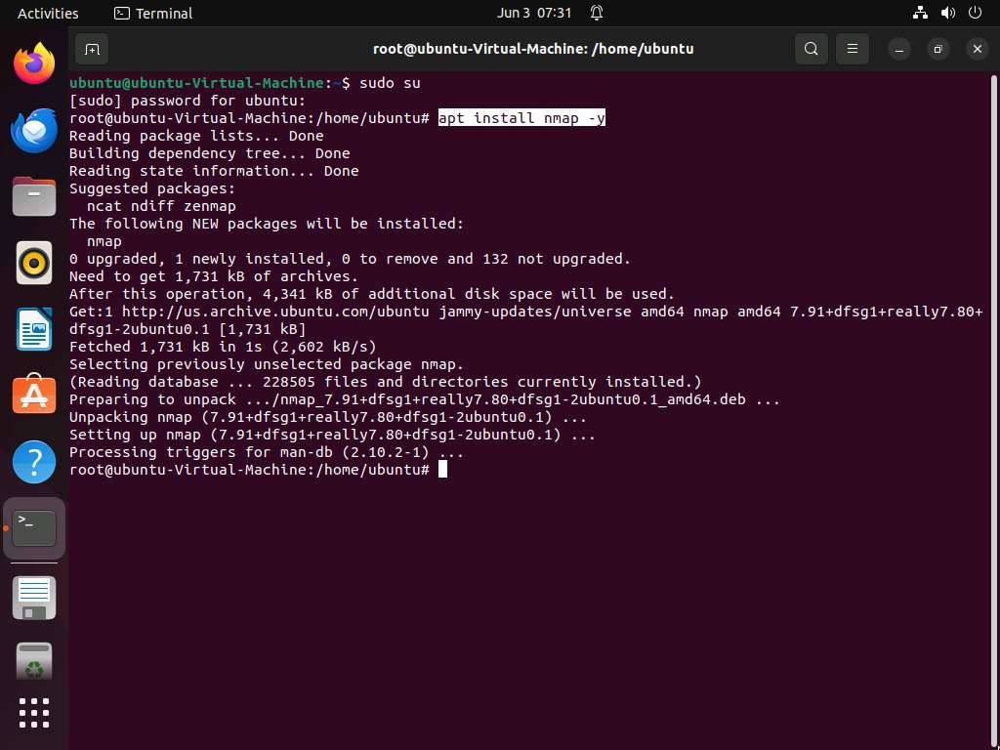 Activities
Terminal
Jun 3 07:31
root@ubuntu-Virtual-Machine: /home/ubuntu
ubuntu@ubuntu-Virtual-Machine:~$ sudo su
[sudo] password for ubuntu:
root@ubuntu-Virtual-Machine:/home/ubuntu# apt install nmap -y
Reading package lists... Done
Building dependency tree... Done
Reading state information... Done
Suggested packages:
  ncat ndiff zenmap
The following NEW packages will be installed:
  nmap
0 upgraded, 1 newly installed, 0 to remove and 132 not upgraded.
Need to get 1,731 kB of archives.
After this operation, 4,341 kB of additional disk space will be used.
Get:1 http://us.archive.ubuntu.com/ubuntu jammy-updates/universe amd64 nmap amd64 7.91+dfsg1+really7.80+
dfsg1-2ubuntu0.1 [1,731 kB]
Fetched 1,731 kB in 1s (2,602 kB/s)
Selecting previously unselected package nmap.
(Reading database ... 228505 files and directories currently installed.)
Preparing to unpack .../nmap_7.91+dfsg1+really7.80+dfsg1-2ubuntu0.1_amd64.deb ...
Unpacking nmap (7.91+dfsg1+really7.80+dfsg1-2ubuntu0.1) ...
Setting up nmap (7.91+dfsg1+really7.80+dfsg1-2ubuntu0.1) ...
Processing triggers for man-db (2.10.2-1) ...
root@ubuntu-Virtual-Machine:/home/ubuntu#